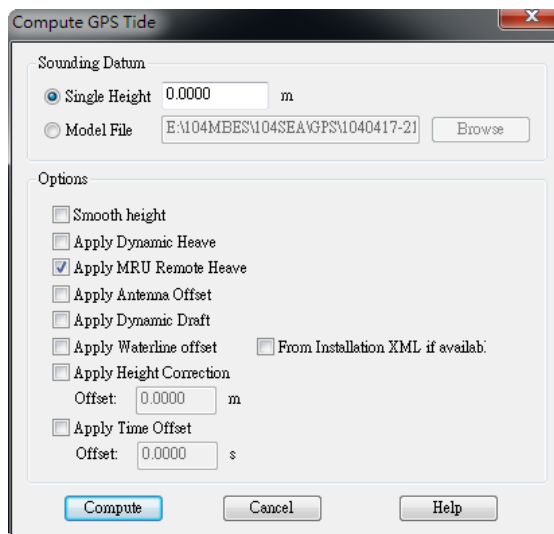 Compute GPS Tide
Sounding Datum
Single Height 0.0000 m
Model File E:\104MBES\104SEA\GPS\1040417-21 Browse
Options
Smooth height
Apply Dynamic Heave
Apply MRU Remote Heave
Apply Antenna Offset
Apply Dynamic Draft
Apply Waterline offset From Installation XML if availab
Apply Height Correction
Offset: 0.0000 m
Apply Time Offset
Offset: 0.0000 s
Compute Cancel Help